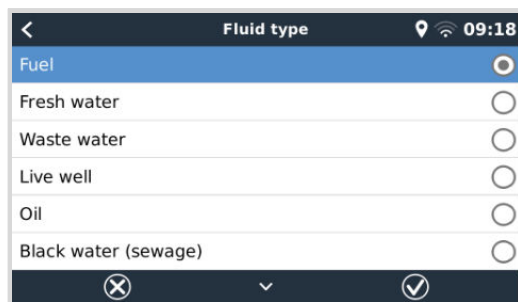 Fluid type 09:18
Fuel
Fresh water
Waste water
Live well
Oil
Black water (sewage)